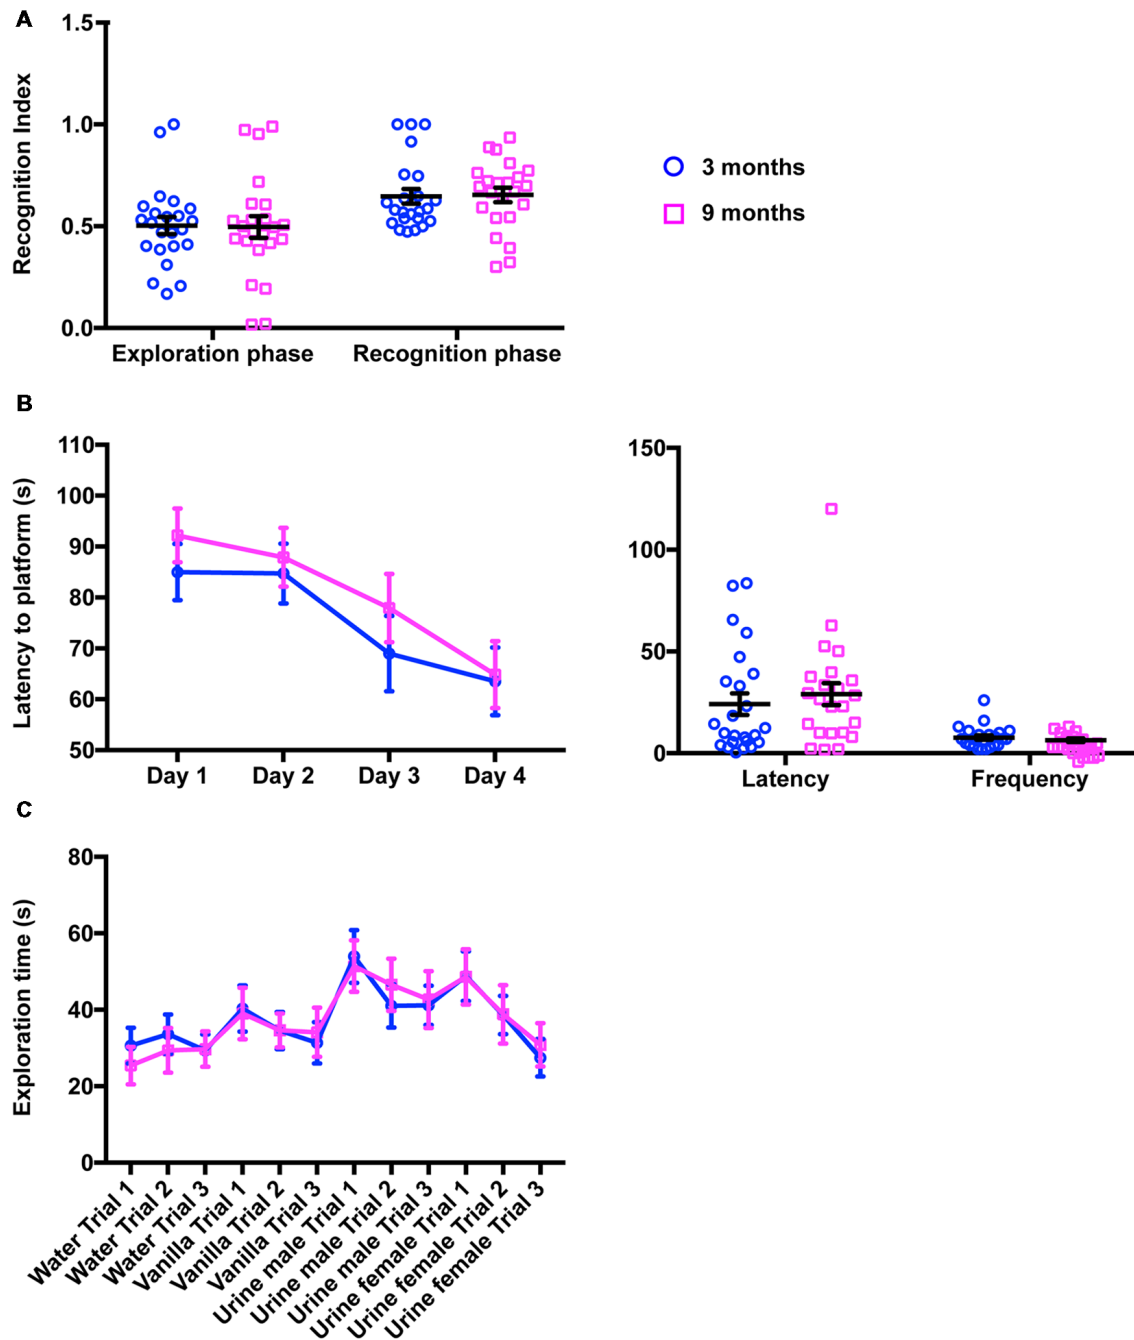 A
Recognition Index
1.5
1.0
0.5
0.0
Exploration phase
Recognition phase
3 months
9 months
B
Latency to platform (s)
110
100
90
80
70
60
50
Day 1
Day 2
Day 3
Day 4
150
100
50
0
Latency
Frequency
C
Exploration time (s)
80
60
40
20
0
Water Trial 1
Water Trial 2
Water Trial 3
Vanilla Trial 1
Vanilla Trial 2
Vanilla Trial 3
Urine male Trial 1
Urine male Trial 2
Urine male Trial 3
Urine female Trial 1
Urine female Trial 2
Urine female Trial 3